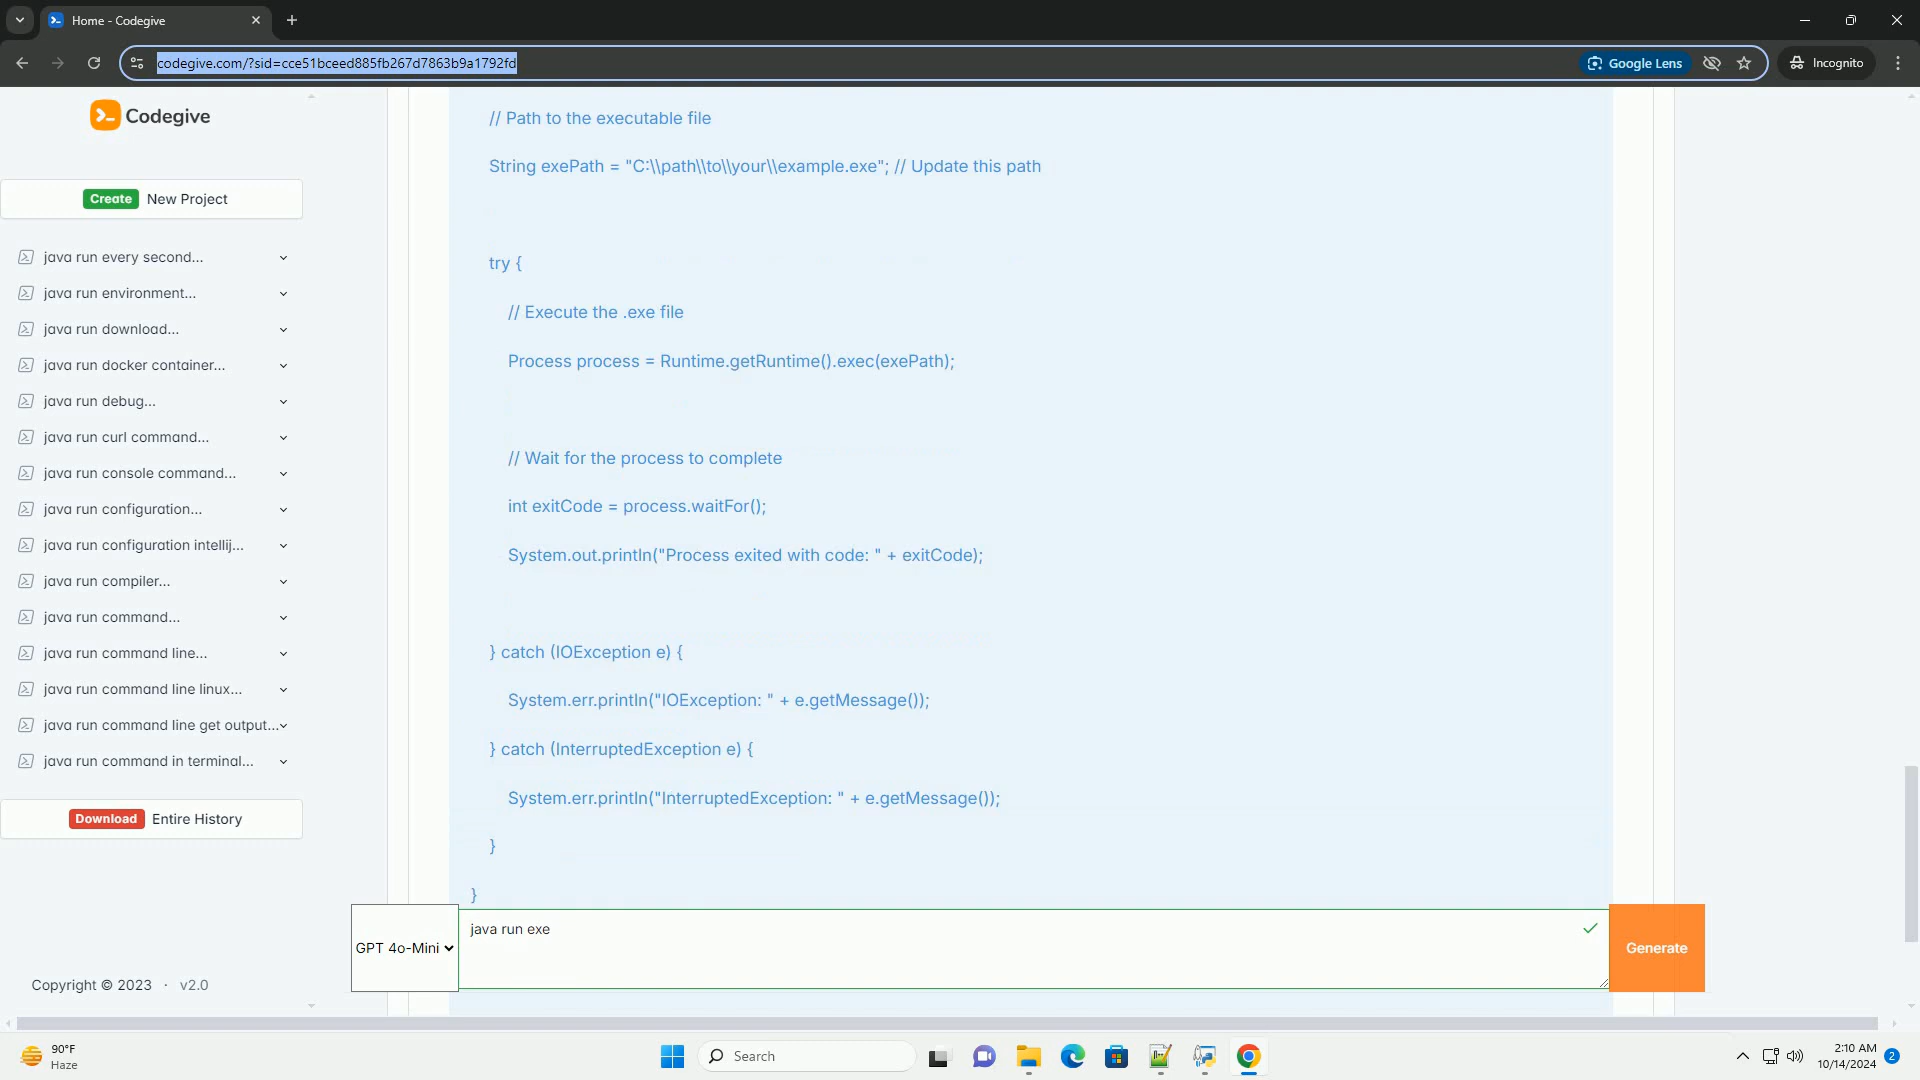 Home - Codegive
codegive.com/?sid=cce51bceed885fb267d7863b9a1792fd
Google Lens
Incognito
Codegive
Create New Project
java run every second...
java run environment...
java run download...
java run docker container...
java run debug...
java run curl command...
java run console command...
java run configuration...
java run configuration intellij...
java run compiler...
java run command...
java run command line...
java run command line linux...
java run command line get output...
java run command in terminal...
Download Entire History
Copyright © 2023 · v2.0
// Path to the executable file
String exePath = "C:\\path\\to\\your\\example.exe"; // Update this path
try {
// Execute the .exe file
Process process = Runtime.getRuntime().exec(exePath);
// Wait for the process to complete
int exitCode = process.waitFor();
System.out.println("Process exited with code: " + exitCode);
} catch (IOException e) {
System.err.println("IOException: " + e.getMessage());
} catch (InterruptedException e) {
System.err.println("InterruptedException: " + e.getMessage());
}
}
GPT 4o-Mini
java run exe
Generate
90°F
Haze
Search
2:10 AM
10/14/2024
2